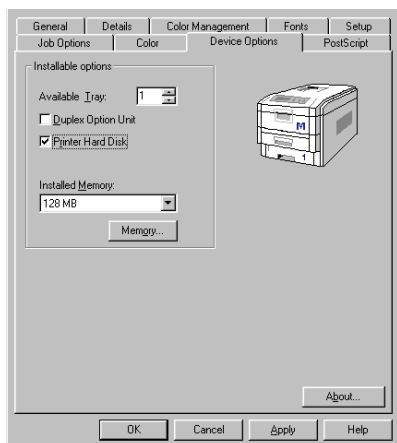 General Details Color Management Fonts Setup
Job Options Color Device Options PostScript
Installable options
Available Tray: 1
Duplex Option Unit
Printer Hard Disk
Installed Memory:
128 MB
Memory...
M
1
About...
OK Cancel Apply Help